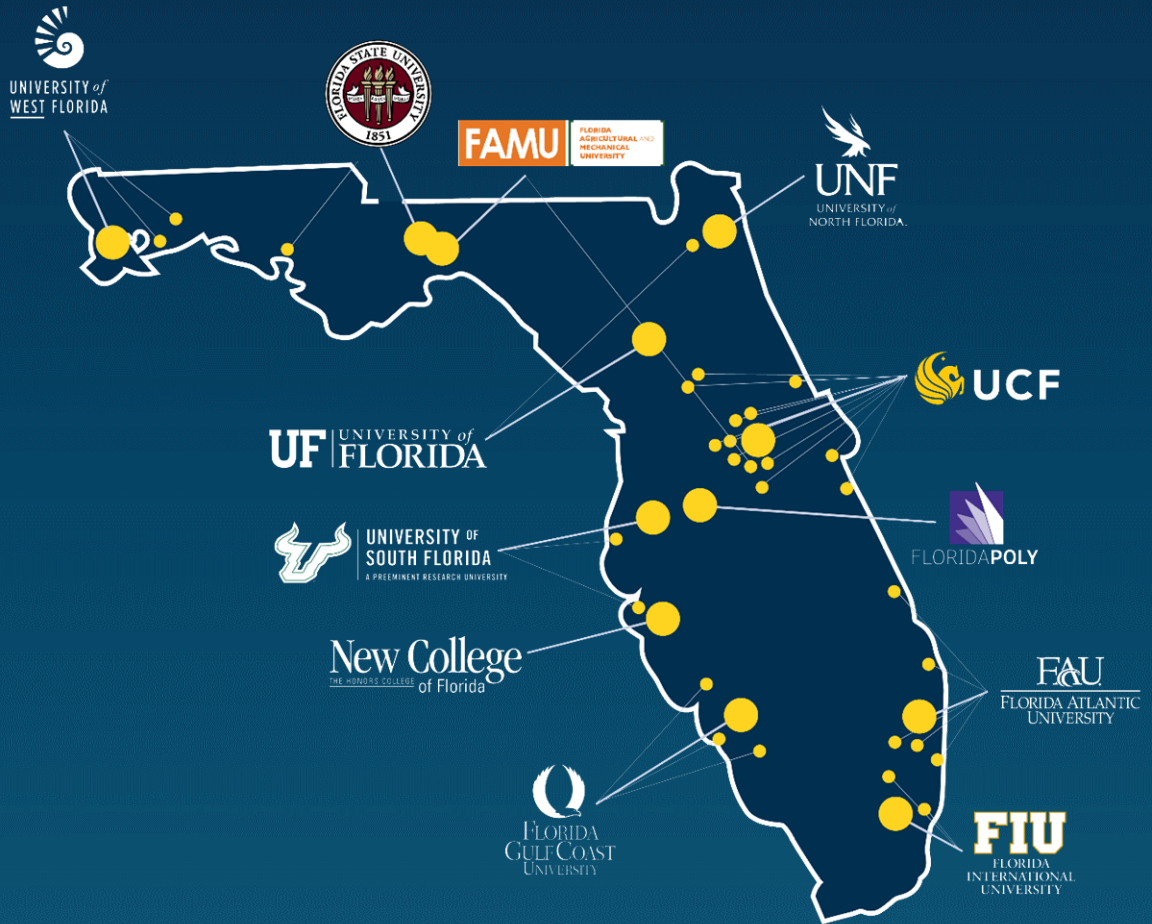 UNIVERSITY of
WEST FLORIDA
FLORIDA STATE UNIVERSITY
1851
FAMU
FLORIDA
AGRICULTURAL AND
MECHANICAL
UNIVERSITY
UNF
UNIVERSITY of
NORTH FLORIDA.
UCF
UF
UNIVERSITY of
FLORIDA
UNIVERSITY OF
SOUTH FLORIDA
A PREEMINENT RESEARCH UNIVERSITY
FLORIDAPOLY
New College
THE HONORS COLLEGE
of Florida
FAU
FLORIDA ATLANTIC
UNIVERSITY
FLORIDA
GULF COAST
UNIVERSITY
FIU
FLORIDA
INTERNATIONAL
UNIVERSITY